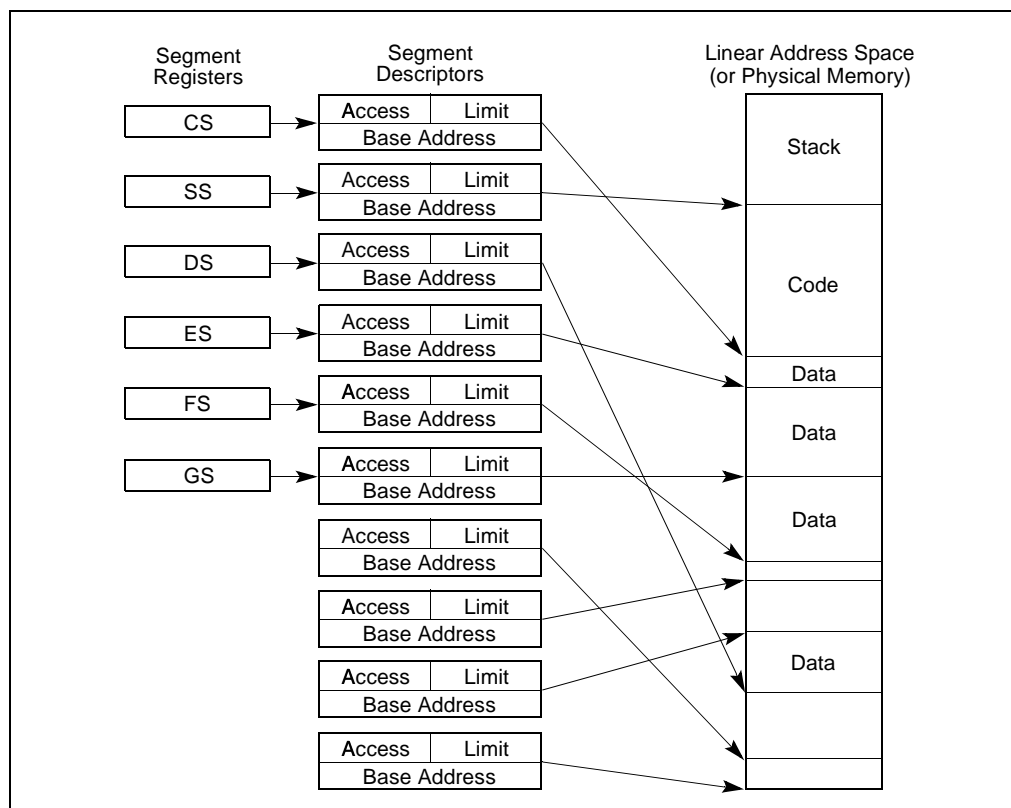 Segment
Registers
Segment
Descriptors
Linear Address Space
(or Physical Memory)
CS
Access Limit
Base Address
Stack
SS
Access Limit
Base Address
DS
Access Limit
Base Address
Code
ES
Access Limit
Base Address
Data
FS
Access Limit
Base Address
Data
GS
Access Limit
Base Address
Data
Access Limit
Base Address
Access Limit
Base Address
Access Limit
Base Address
Data
Access Limit
Base Address